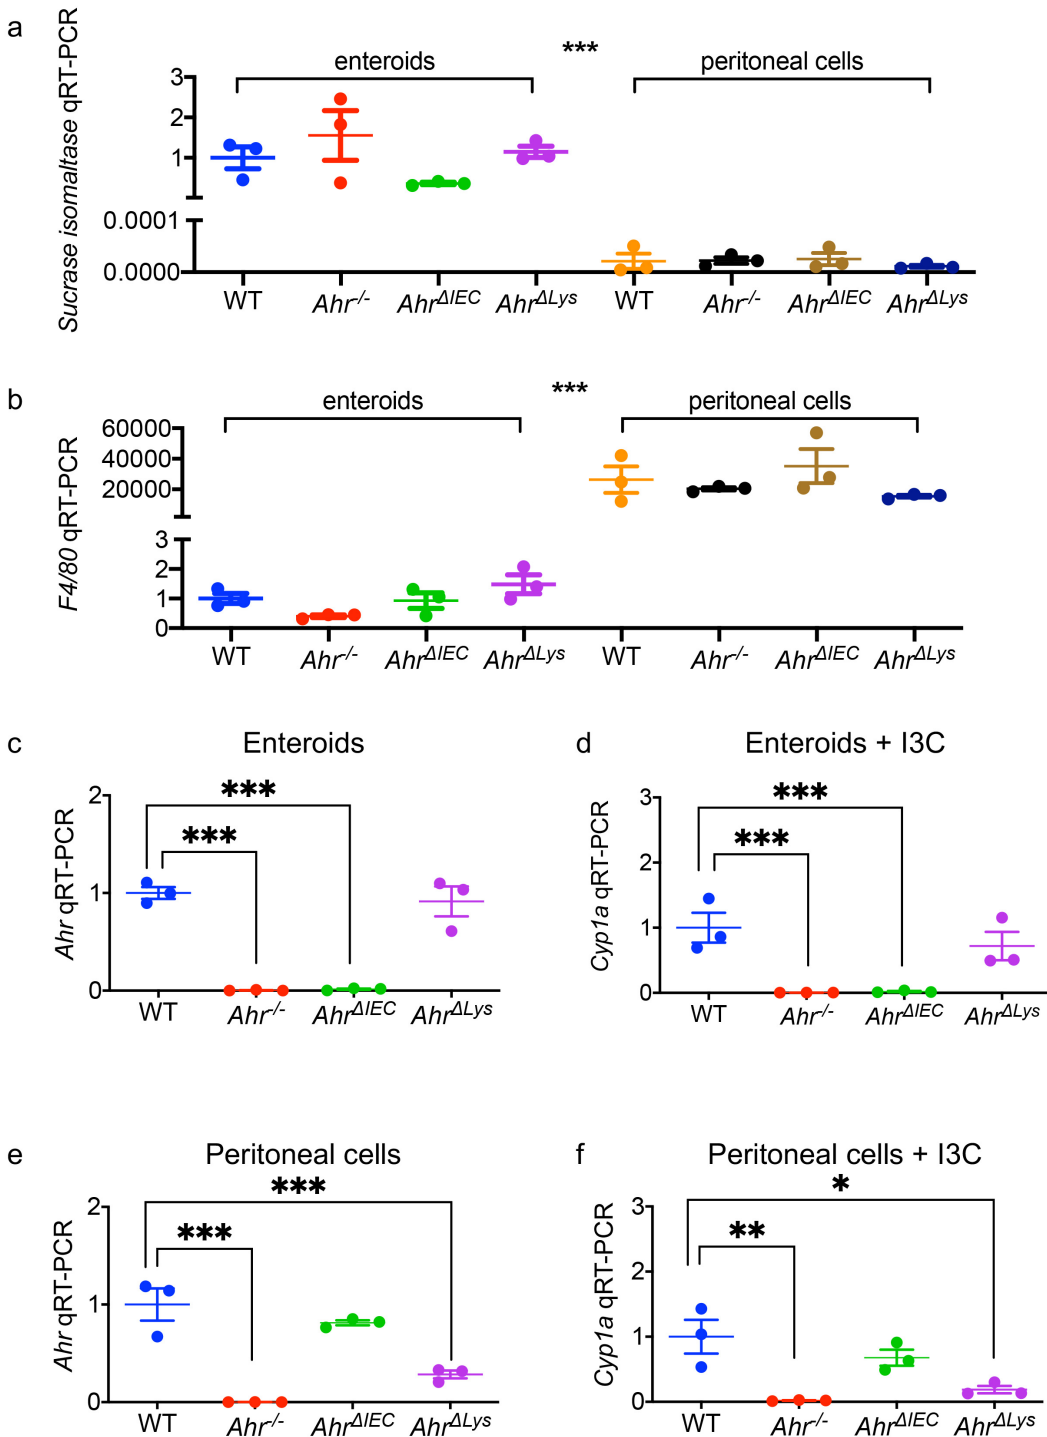 a
Sucrase isomaltase qRT-PCR
enteroids
***
peritoneal cells
3
2
1
0.0001
0.0000
WT Ahr-/- AhrΔIEC AhrΔLys WT Ahr-/- AhrΔIEC AhrΔLys
b
F4/80 qRT-PCR
enteroids
***
peritoneal cells
60000
40000
20000
3
2
1
0
WT Ahr-/- AhrΔIEC AhrΔLys WT Ahr-/- AhrΔIEC AhrΔLys
c
Enteroids
Ahr qRT-PCR
2
1
0
***
***
WT Ahr-/- AhrΔIEC AhrΔLys
d
Enteroids + I3C
Cyp1a qRT-PCR
3
2
1
0
***
***
WT Ahr-/- AhrΔIEC AhrΔLys
e
Peritoneal cells
Ahr qRT-PCR
2
1
0
***
***
WT Ahr-/- AhrΔIEC AhrΔLys
f
Peritoneal cells + I3C
Cyp1a qRT-PCR
3
2
1
0
*
**
WT Ahr-/- AhrΔIEC AhrΔLys